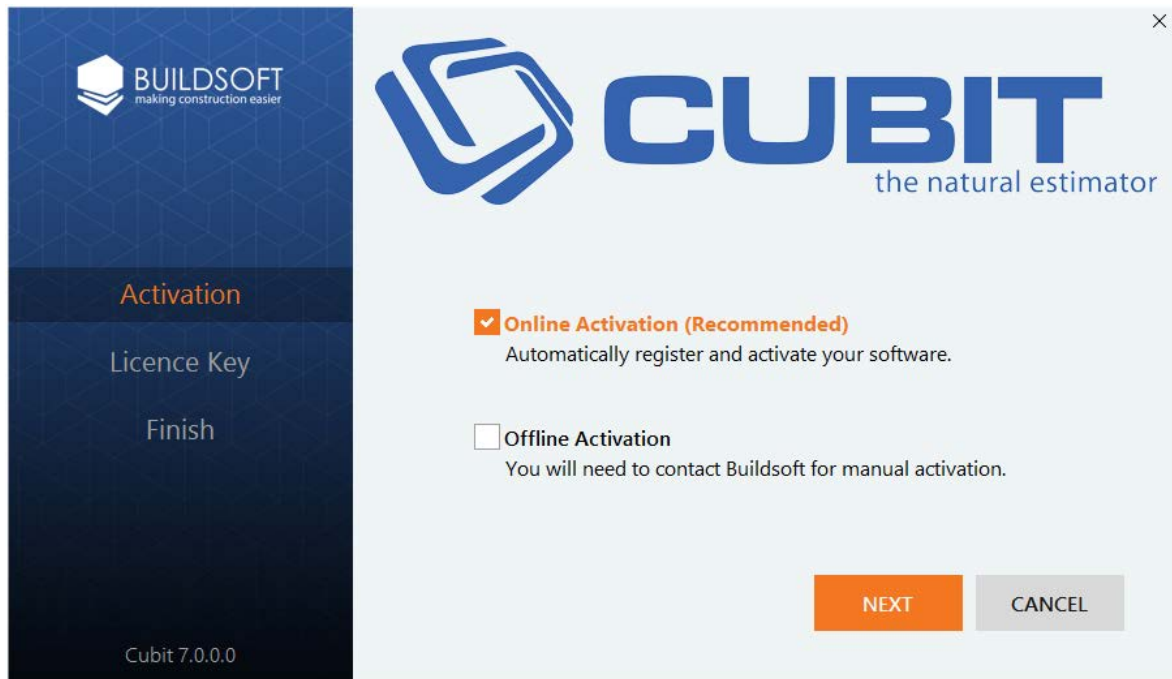 BUILDSOFT
making construction easier
Activation
Licence Key
Finish
Cubit 7.0.0.0
CUBIT
the natural estimator
Online Activation (Recommended)
Automatically register and activate your software.
Offline Activation
You will need to contact Buildsoft for manual activation.
NEXT
CANCEL